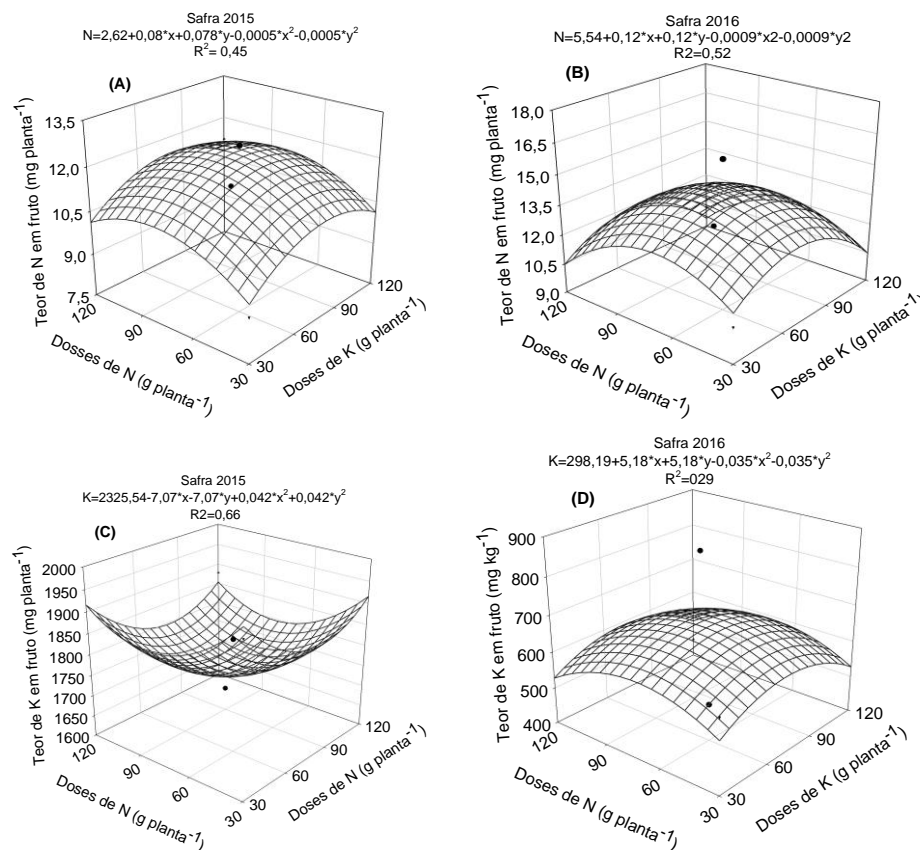 Safra 2015
N=2,62+0,08*x+0,078*y-0,0005*x²-0,0005*y²
R²= 0,45
(A)
Teor de N em fruto (mg planta⁻¹)
13,5
12,0
10,5
9,0
7,5
120
90
60
30
Dosses de N (g planta⁻¹)
30
60
90
120
Doses de K (g planta⁻¹)
Safra 2016
N=5,54+0,12*x+0,12*y-0,0009*x2-0,0009*y2
R2=0,52
(B)
Teor de N em fruto (mg planta⁻¹)
18,0
16,5
15,0
13,5
12,0
10,5
9,0
120
90
60
30
Doses de N (g planta⁻¹)
30
60
90
120
Doses de K (g planta⁻¹)
Safra 2015
K=2325,54-7,07*x-7,07*y+0,042*x²+0,042*y²
R2=0,66
(C)
Teor de K em fruto (mg planta⁻¹)
2000
1950
1900
1850
1800
1750
1700
1650
1600
120
90
60
30
Doses de N (g planta⁻¹)
30
60
90
120
Doses de N (g planta⁻¹)
Safra 2016
K=298,19+5,18*x+5,18*y-0,035*x²-0,035*y²
R²=029
(D)
Teor de K em fruto (mg kg⁻¹)
900
800
700
600
500
400
120
90
60
30
Doses de N (g planta⁻¹)
30
60
90
120
Doses de K (g planta⁻¹)